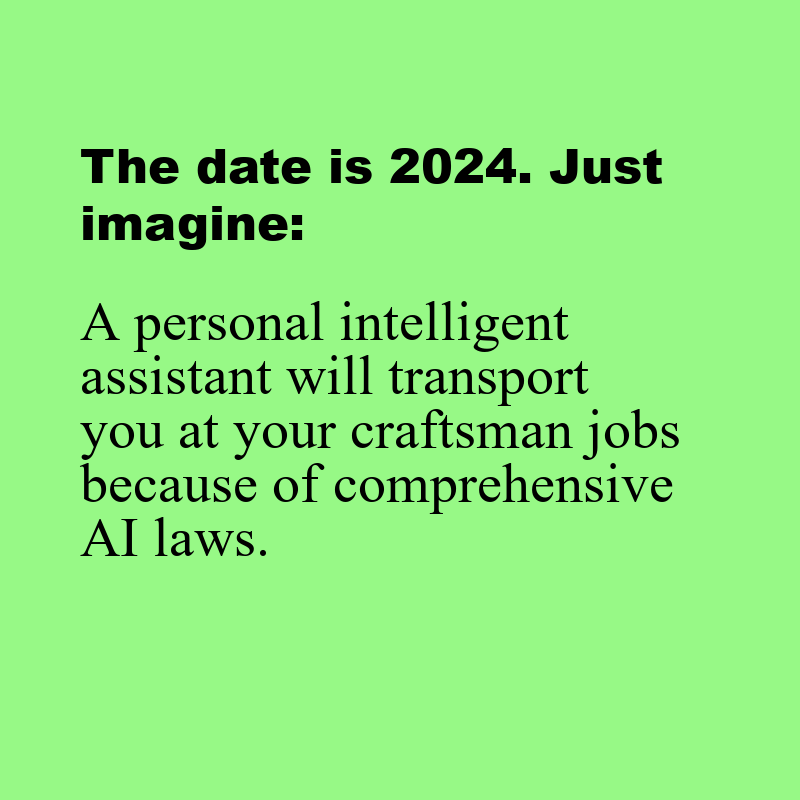 The date is 2024. Just
imagine:
A personal intelligent
assistant will transport
you at your craftsman jobs
because of comprehensive
AI laws.